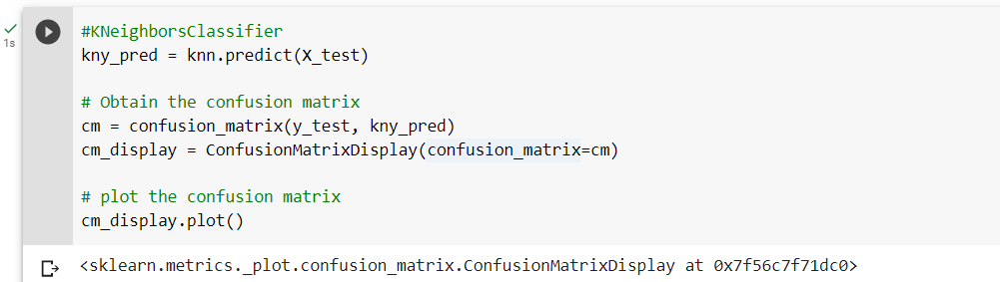 #KNeighborsClassifier
kny_pred = knn.predict(X_test)
# Obtain the confusion matrix
cm = confusion_matrix(y_test, kny_pred)
cm_display = ConfusionMatrixDisplay(confusion_matrix=cm)
# plot the confusion matrix
cm_display.plot()
1s
<sklearn.metrics._plot.confusion_matrix.ConfusionMatrixDisplay at 0x7f56c7f71dc0>